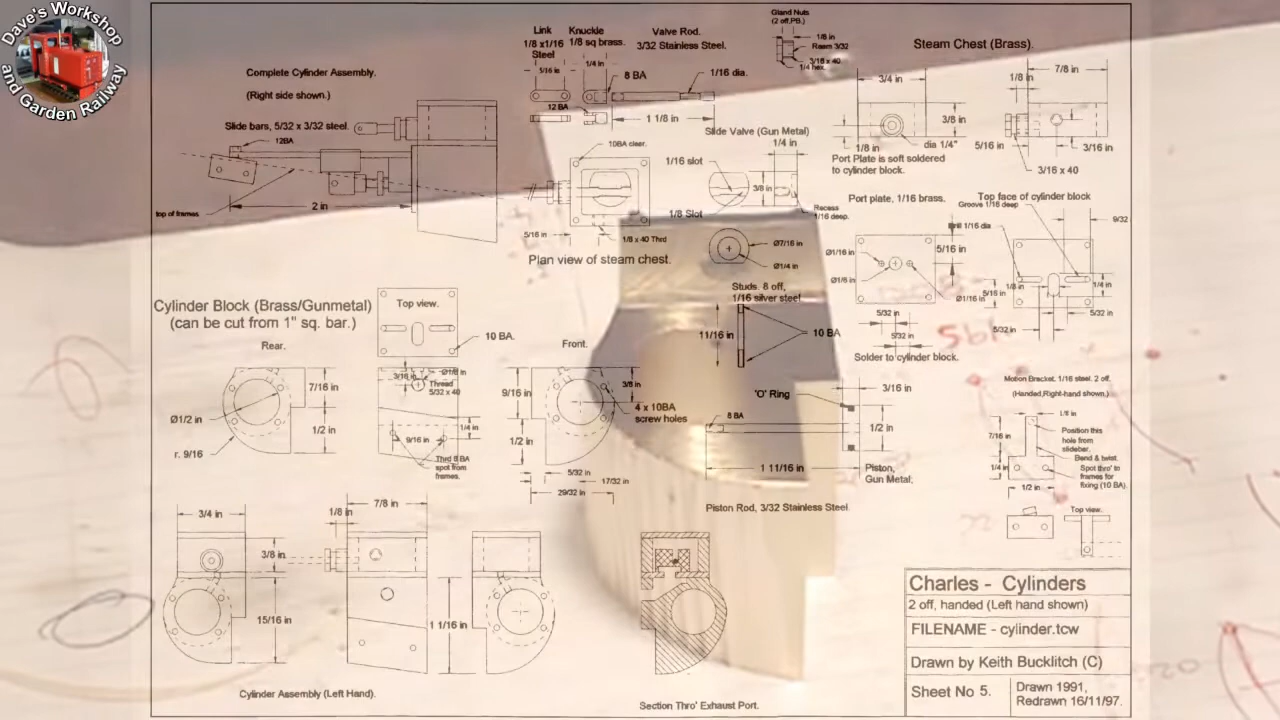 Dave's Workshop
and Garden Railway
Complete Cylinder Assembly.
(Right side shown.)
Slide bars, 5/32 x 3/32 steel.
12BA
top of frames
2 in
Link
1/8 x1/16
Steel
5/16 in
Knuckle
1/8 sq brass.
1/4 in
12 BA
Valve Rod.
3/32 Stainless Steel.
8 BA
1/16 dia.
1 1/8 in
Gland Nuts
(2 off,PB.)
1/8 in
Ream 3/32
3/16 x 40
1/4 hex.
Steam Chest (Brass).
3/4 in
3/8 in
1/8 in
dia 1/4"
7/8 in
1/8 in
5/16 in
3/16 in
3/16 x 40
Port Plate is soft soldered
to cylinder block.
10BA clear.
5/16 in
1/8 x 40 Thrd
Plan view of steam chest.
Slide Valve (Gun Metal)
1/4 in
1/16 slot
3/8 in
1/8 Slot
Recess
1/16 deep.
Ø7/16 in
Ø1/4 in
Port plate, 1/16 brass.
Ø1/16 in
Ø1/8 in
Ø1/16 in
5/16 in
5/32 in
5/32 in
Solder to cylinder block.
Top face of cylinder block
Groove 1/16 deep
Drill 1/16 dia
9/32
1/8 in
5/16 in
1/4 in
5/32 in
5/32 in
Cylinder Block (Brass/Gunmetal)
(can be cut from 1" sq. bar.)
Rear.
Ø1/2 in
r. 9/16
7/16 in
1/2 in
Top view.
10 BA.
3/16 in
Ø1/8 in
Thread
5/32 x 40
1/4 in
9/16 in
Thrd 8 BA
spot from
frames.
Front.
9/16 in
1/2 in
3/8 in
4 x 10BA
screw holes
5/32 in
17/32 in
29/32 in
Studs. 8 off,
1/16 silver steel
11/16 in
10 BA
'O' Ring
3/16 in
8 BA
1/2 in
1 11/16 in
Piston,
Gun Metal,
Piston Rod, 3/32 Stainless Steel.
Motion Bracket. 1/16 steel. 2 off.
(Handed,Right-hand shown.)
1/8 in
7/16 in
1/4 in
1/2 in
Position this
hole from
slidebar.
Bend & twist.
Spot thro' to
frames for
fixing (10 BA).
Top view.
3/4 in
3/8 in
15/16 in
7/8 in
1/8 in
1 1/16 in
Cylinder Assembly (Left Hand).
Section Thro' Exhaust Port.
Charles - Cylinders
2 off, handed (Left hand shown)
FILENAME - cylinder.tcw
Drawn by Keith Bucklitch (C)
Sheet No 5.
Drawn 1991,
Redrawn 16/11/97.